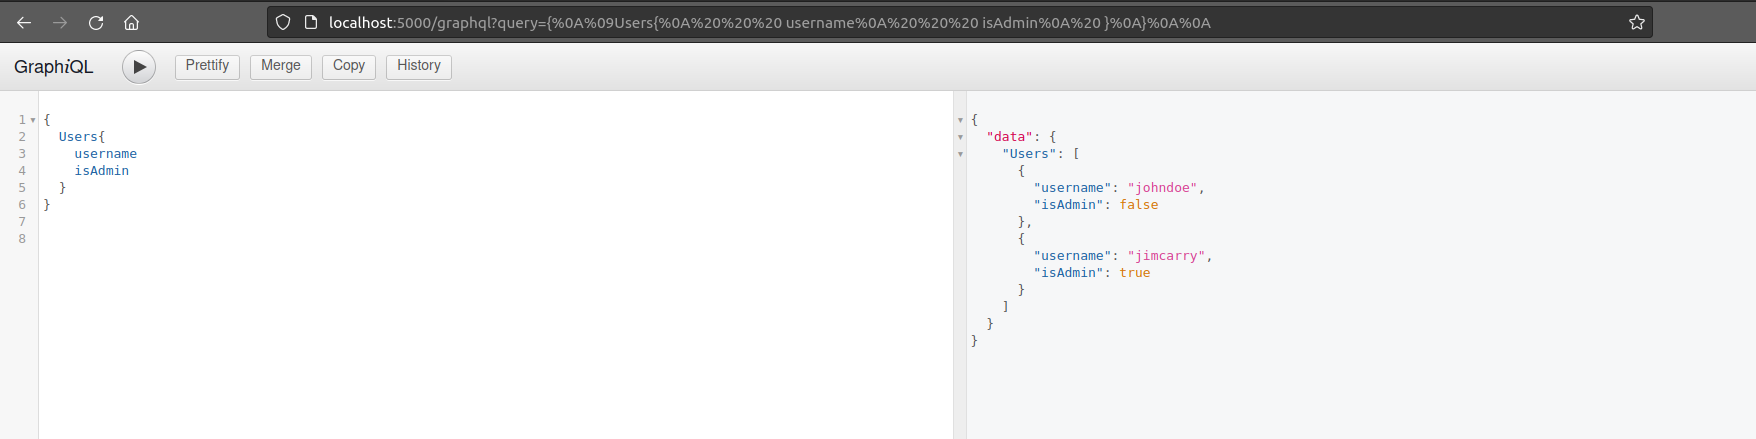 localhost:5000/graphql?query={%0A%09Users{%0A%20%20%20 username%0A%20%20%20 isAdmin%0A%20 }%0A}%0A%0A
GraphiQL Prettify Merge Copy History
1 {
2 Users{
3 username
4 isAdmin
5 }
6 }
7
8
{
"data": {
"Users": [
{
"username": "johndoe",
"isAdmin": false
},
{
"username": "jimcarry",
"isAdmin": true
}
]
}
}